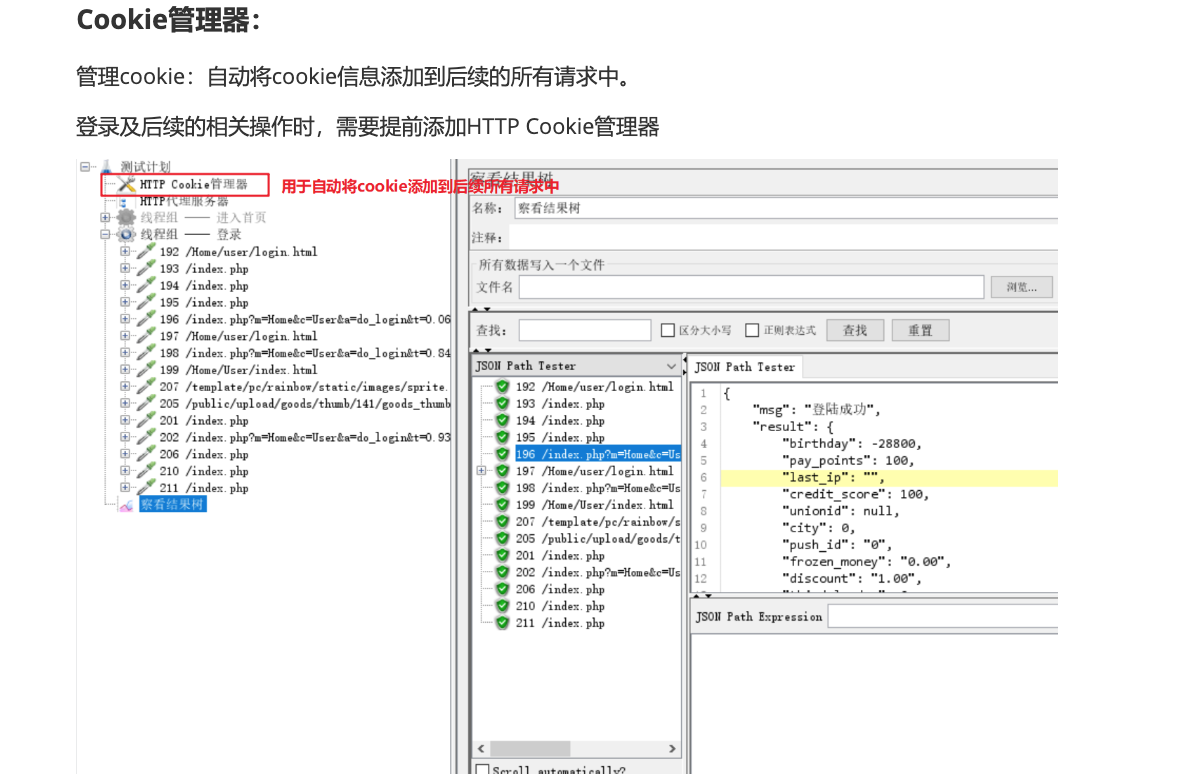 Cookie管理器：
管理cookie：自动将cookie信息添加到后续的所有请求中。
登录及后续的相关操作时，需要提前添加HTTP Cookie管理器
测试计划
HTTP Cookie管理器
用于自动将cookie添加到后续所有请求中
HTTP代理服务器
线程组 —— 进入首页
线程组 —— 登录
192 /Home/user/login.html
193 /index.php
194 /index.php
195 /index.php
196 /index.php?m=Home&c=User&a=do_login&t=0.06
197 /Home/user/login.html
198 /index.php?m=Home&c=User&a=do_login&t=0.84
199 /Home/User/index.html
207 /template/pc/rainbow/static/images/sprite.
205 /public/upload/goods/thumb/141/goods_thumb
201 /index.php
202 /index.php?m=Home&c=User&a=do_login&t=0.93
206 /index.php
210 /index.php
211 /index.php
察看结果树
察看结果树
名称： 察看结果树
注释：
所有数据写入一个文件
文件名 浏览...
查找： 区分大小写 正则表达式 查找 重置
JSON Path Tester
192 /Home/user/login.html
193 /index.php
194 /index.php
195 /index.php
196 /index.php?m=Home&c=Us
197 /Home/user/login.html
198 /index.php?m=Home&c=Us
199 /Home/User/index.html
207 /template/pc/rainbow/s
205 /public/upload/goods/t
201 /index.php
202 /index.php?m=Home&c=Us
206 /index.php
210 /index.php
211 /index.php
Scroll automatically?
JSON Path Tester
1 {
2 "msg": "登陆成功",
3 "result": {
4 "birthday": -28800,
5 "pay_points": 100,
6 "last_ip": "",
7 "credit_score": 100,
8 "unionid": null,
9 "city": 0,
10 "push_id": "0",
11 "frozen_money": "0.00",
12 "discount": "1.00",
JSON Path Expression